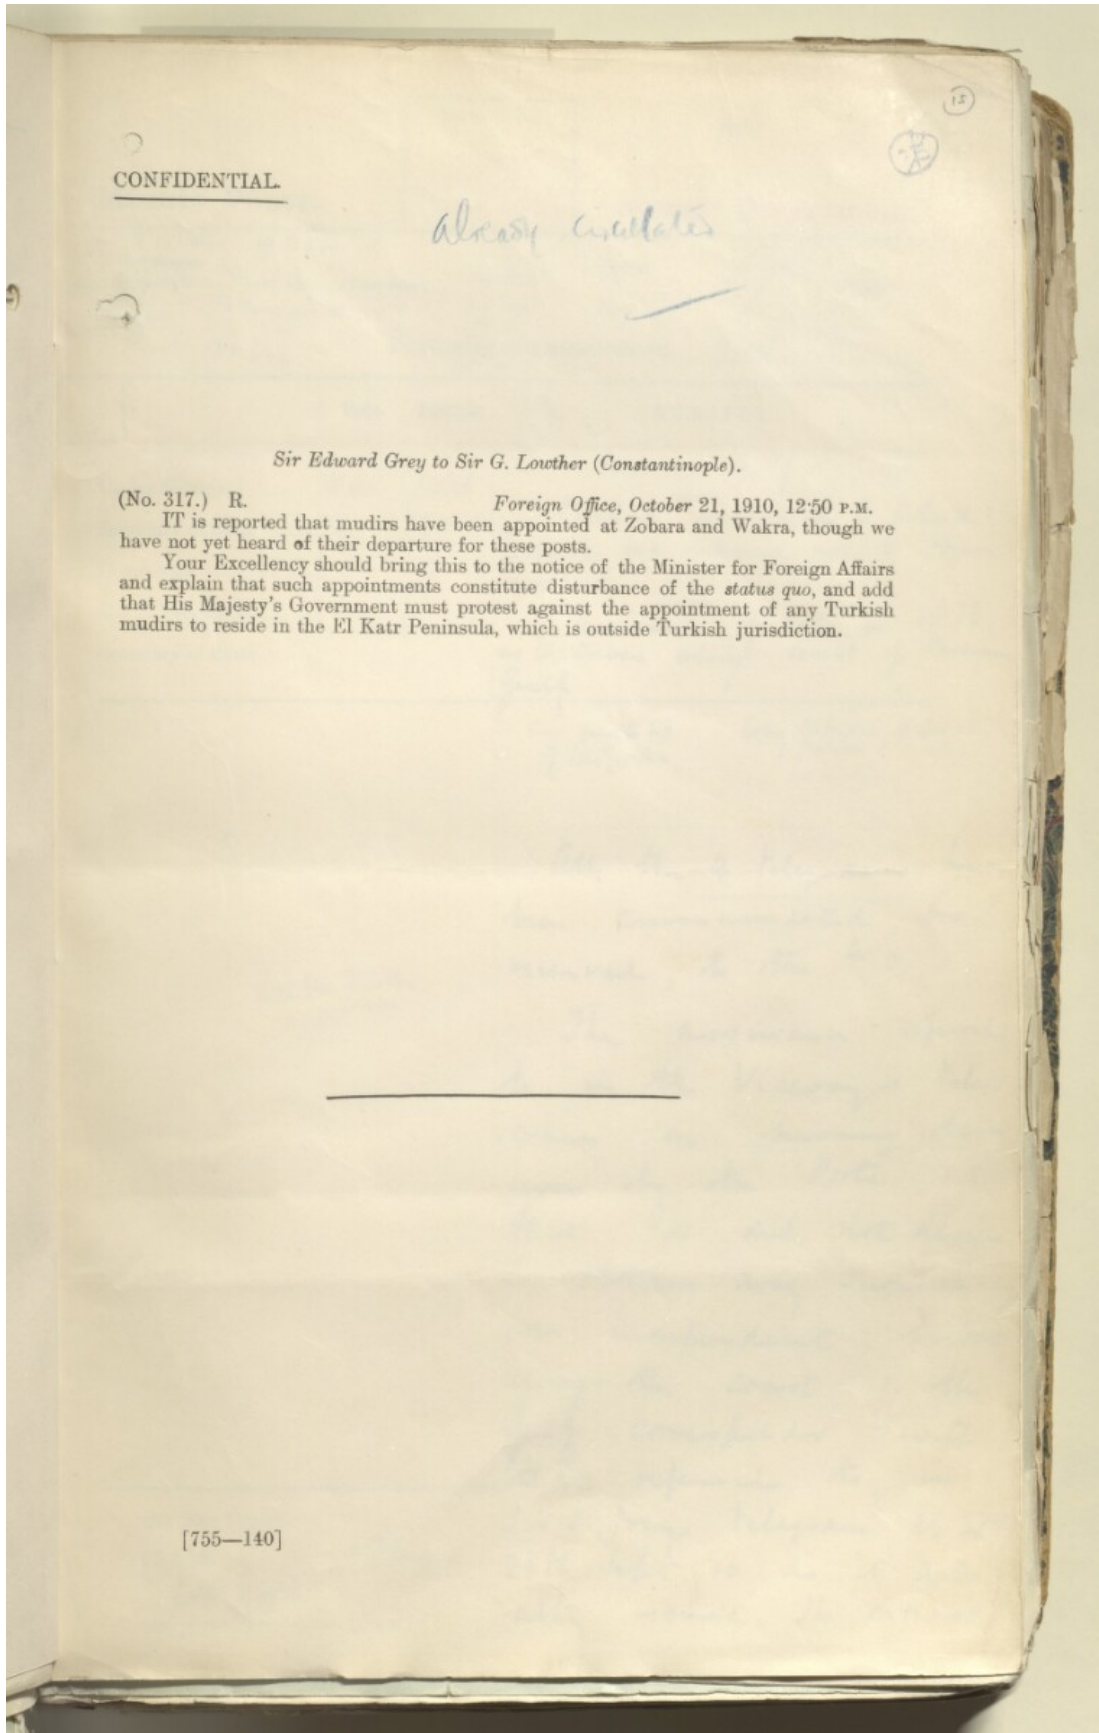 15
CONFIDENTIAL.
Already circulated
Sir Edward Grey to Sir G. Lowther (Constantinople).
(No. 317.) R. Foreign Office, October 21, 1910, 12·50 P.M.
IT is reported that mudirs have been appointed at Zobara and Wakra, though we
have not yet heard of their departure for these posts.
Your Excellency should bring this to the notice of the Minister for Foreign Affairs
and explain that such appointments constitute disturbance of the status quo, and add
that His Majesty's Government must protest against the appointment of any Turkish
mudirs to reside in the El Katr Peninsula, which is outside Turkish jurisdiction.
[755—140]